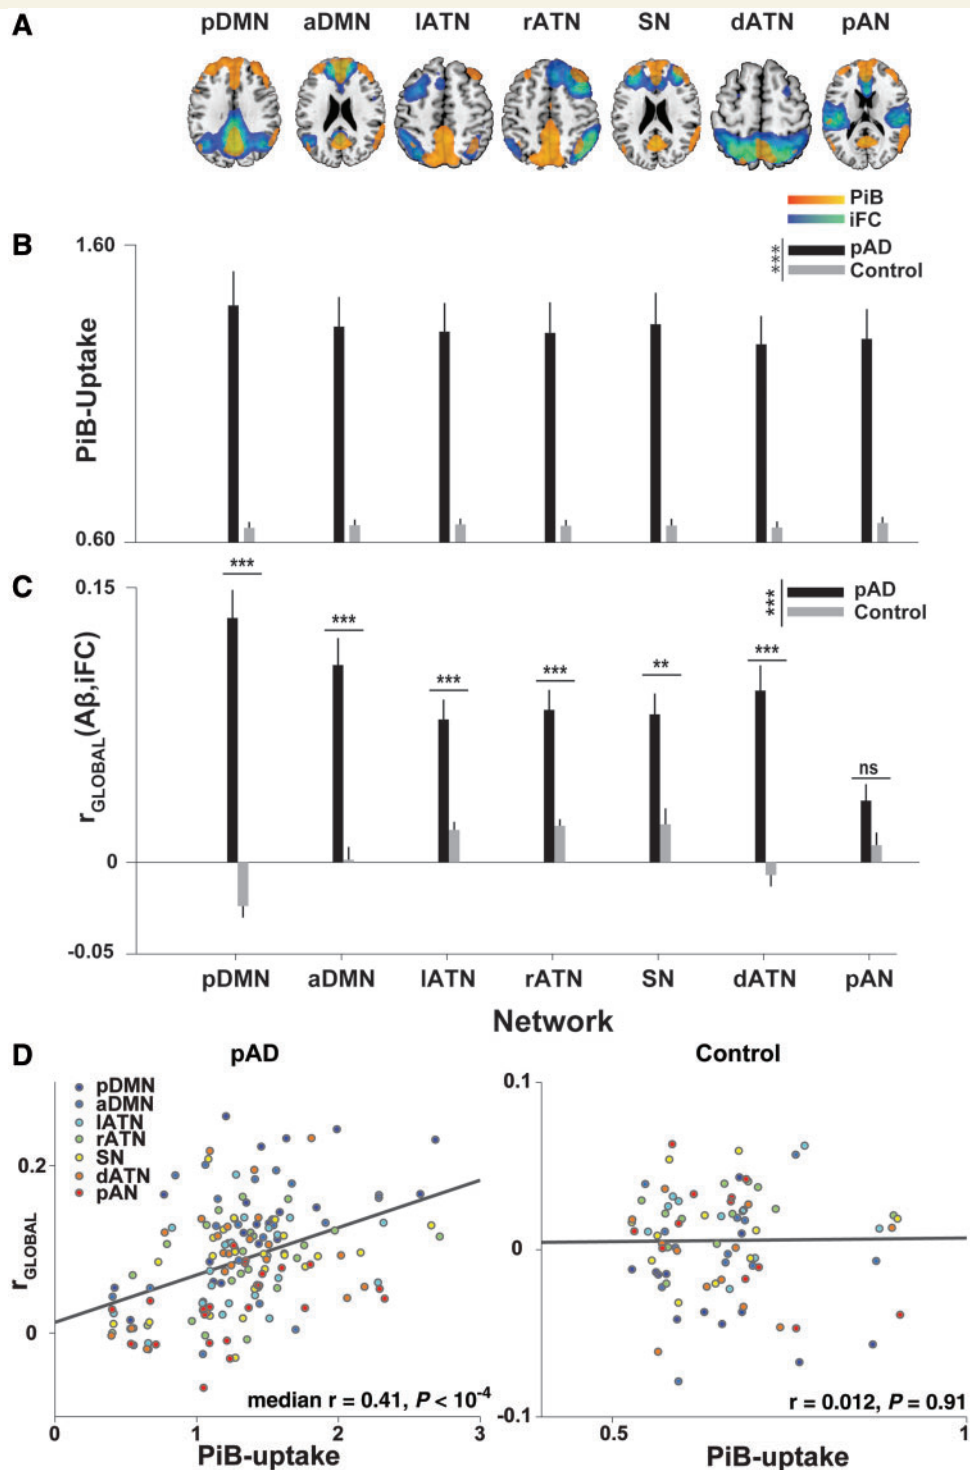 A
pDMN aDMN lATN rATN SN dATN pAN
PiB
iFC
B
1.60
PiB-Uptake
0.60
***
pAD
Control
C
0.15
rGLOBAL(Aβ,iFC)
0
-0.05
*** *** *** *** ** *** ns
***
pAD
Control
pDMN aDMN lATN rATN SN dATN pAN
Network
D
pAD
pDMN
aDMN
lATN
rATN
SN
dATN
pAN
0.2
rGLOBAL
0
median r = 0.41, P < 10-4
0 1 2 3
PiB-uptake
Control
0.1
0
-0.1
r = 0.012, P = 0.91
0.5 1
PiB-uptake